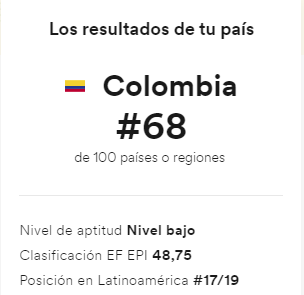 Los resultados de tu país
Colombia
#68
de 100 países o regiones
Nivel de aptitud Nivel bajo
Clasificación EF EPI 48,75
Posición en Latinoamérica #17/19